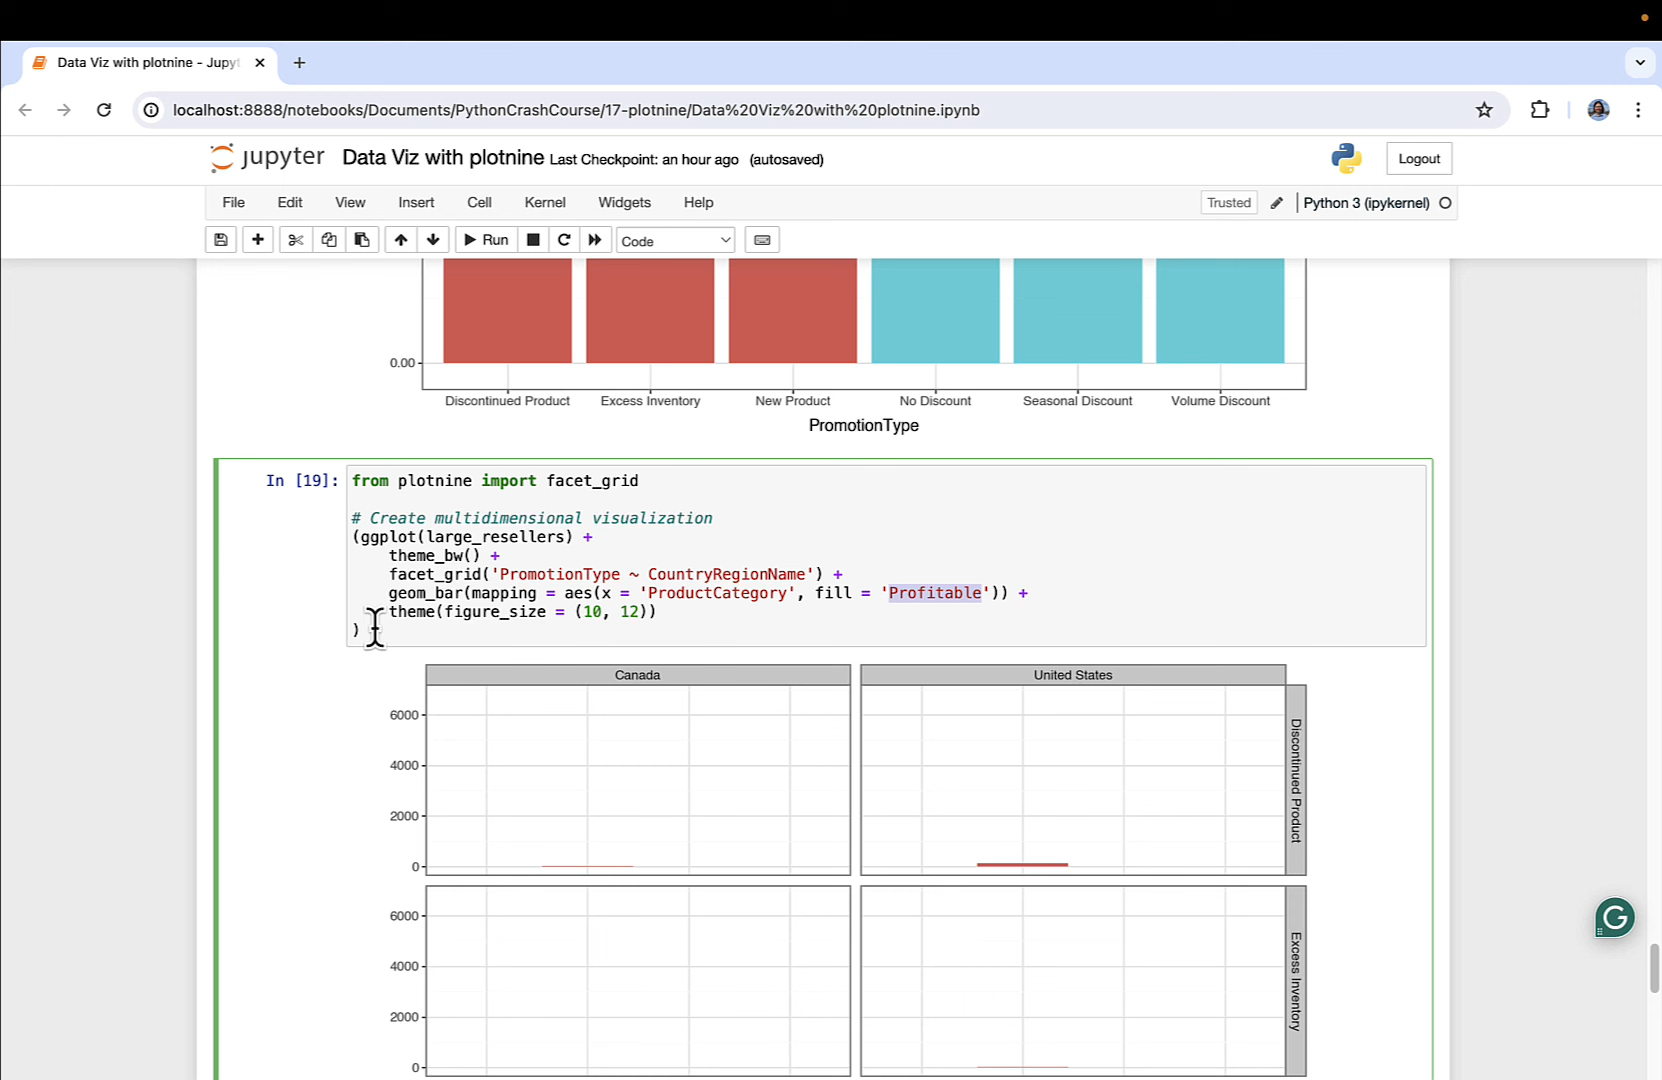 Data Viz with plotnine - Jupyt
localhost:8888/notebooks/Documents/PythonCrashCourse/17-plotnine/Data%20Viz%20with%20plotnine.ipynb
jupyter Data Viz with plotnine Last Checkpoint: an hour ago (autosaved) Logout
File Edit View Insert Cell Kernel Widgets Help Trusted Python 3 (ipykernel)
Run Code
0.00
Discontinued Product Excess Inventory New Product No Discount Seasonal Discount Volume Discount
PromotionType
In [19]: from plotnine import facet_grid
# Create multidimensional visualization
(ggplot(large_resellers) +
theme_bw() +
facet_grid('PromotionType ~ CountryRegionName') +
geom_bar(mapping = aes(x = 'ProductCategory', fill = 'Profitable')) +
theme(figure_size = (10, 12))
)
Canada United States
6000
4000
2000
0
Discontinued Product
6000
4000
2000
0
Excess Inventory
G